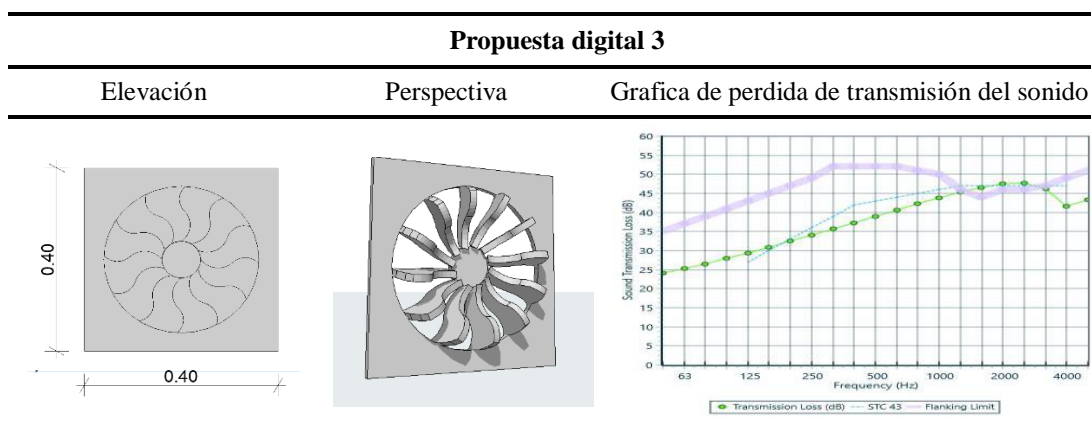 Propuesta digital 3
Elevación Perspectiva Grafica de perdida de transmisión del sonido
0.40
0.40
Sound Transmission Loss (dB)
60
55
50
45
40
35
30
25
20
15
10
5
0
63 125 250 500 1000 2000 4000
Frequency (Hz)
Transmission Loss (dB) STC 43 Flanking Limit